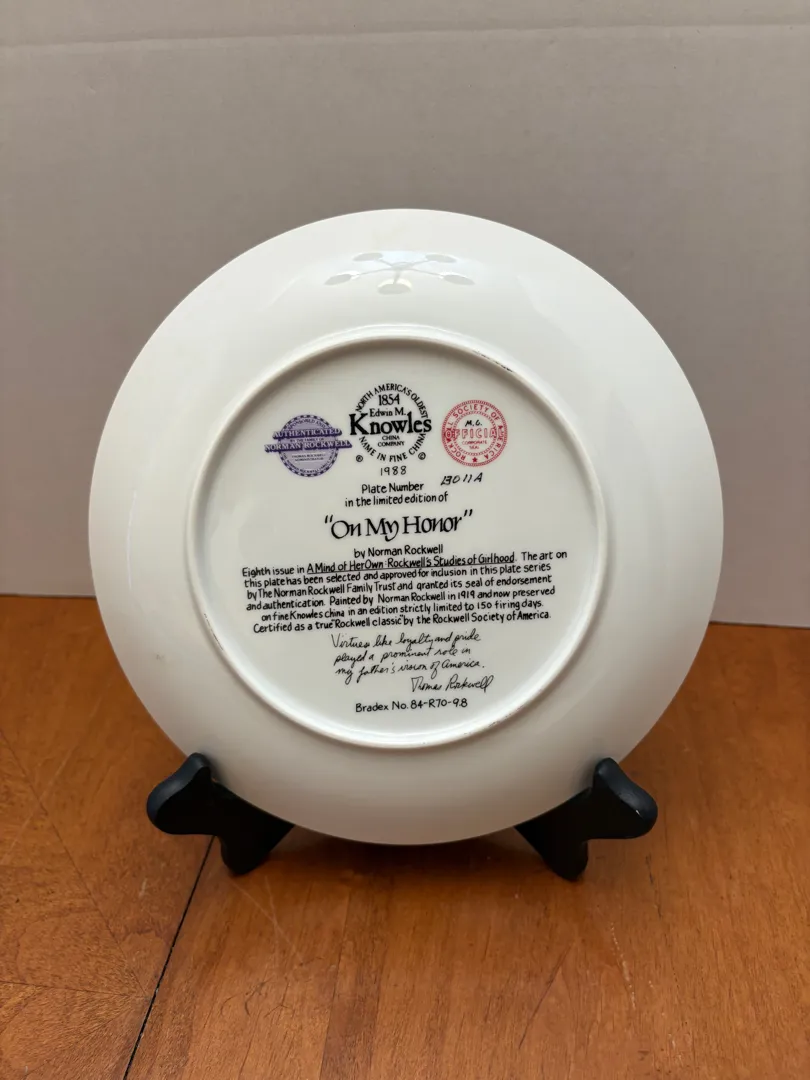 NORTH AMERICA'S OLDEST
1854
Edwin M.
Knowles
CHINA
COMPANY
NAME IN FINE CHINA
® ©
1988
AUTHENTICATED
NORMAN ROCKWELL
SOCIETY OF AMERICA
M.G.
OFFICIAL
Plate Number 13011A
in the limited edition of
"On My Honor"
by Norman Rockwell
Eighth issue in A Mind of Her Own: Rockwell's Studies of Girlhood. The art on
this plate has been selected and approved for inclusion in this plate series
by The Norman Rockwell Family Trust and granted its seal of endorsement
and authentication. Painted by Norman Rockwell in 1919 and now preserved
on fine Knowles china in an edition strictly limited to 150 firing days.
Certified as a true "Rockwell classic" by the Rockwell Society of America.
Virtues like loyalty and pride
played a prominent role in
my father's vision of America.
Thomas Rockwell
Bradex No. 84-R70-9.8